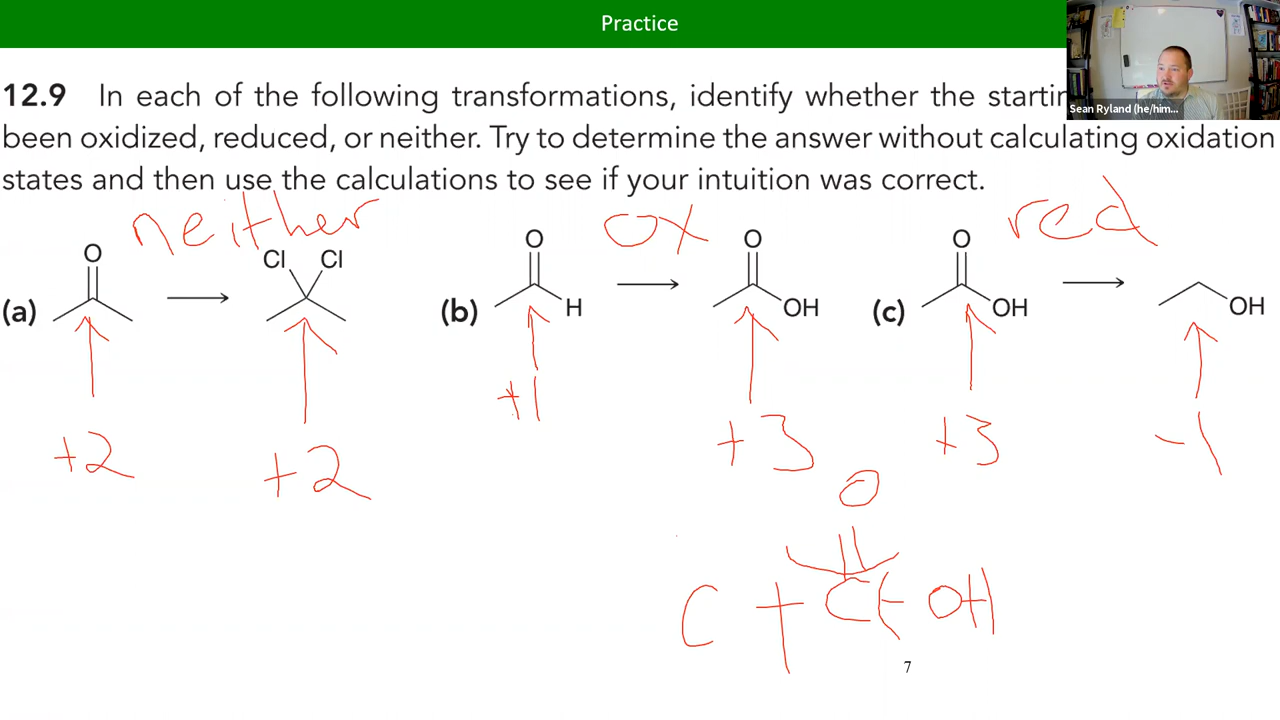 Practice
Sean Ryland (he/him...
12.9 In each of the following transformations, identify whether the startin
been oxidized, reduced, or neither. Try to determine the answer without calculating oxidation
states and then use the calculations to see if your intuition was correct.
neither ox red
O Cl Cl O O O
(a) (b) H OH (c) OH OH
+2 +2 +1 +3 +3 -1
O
C C OH
7